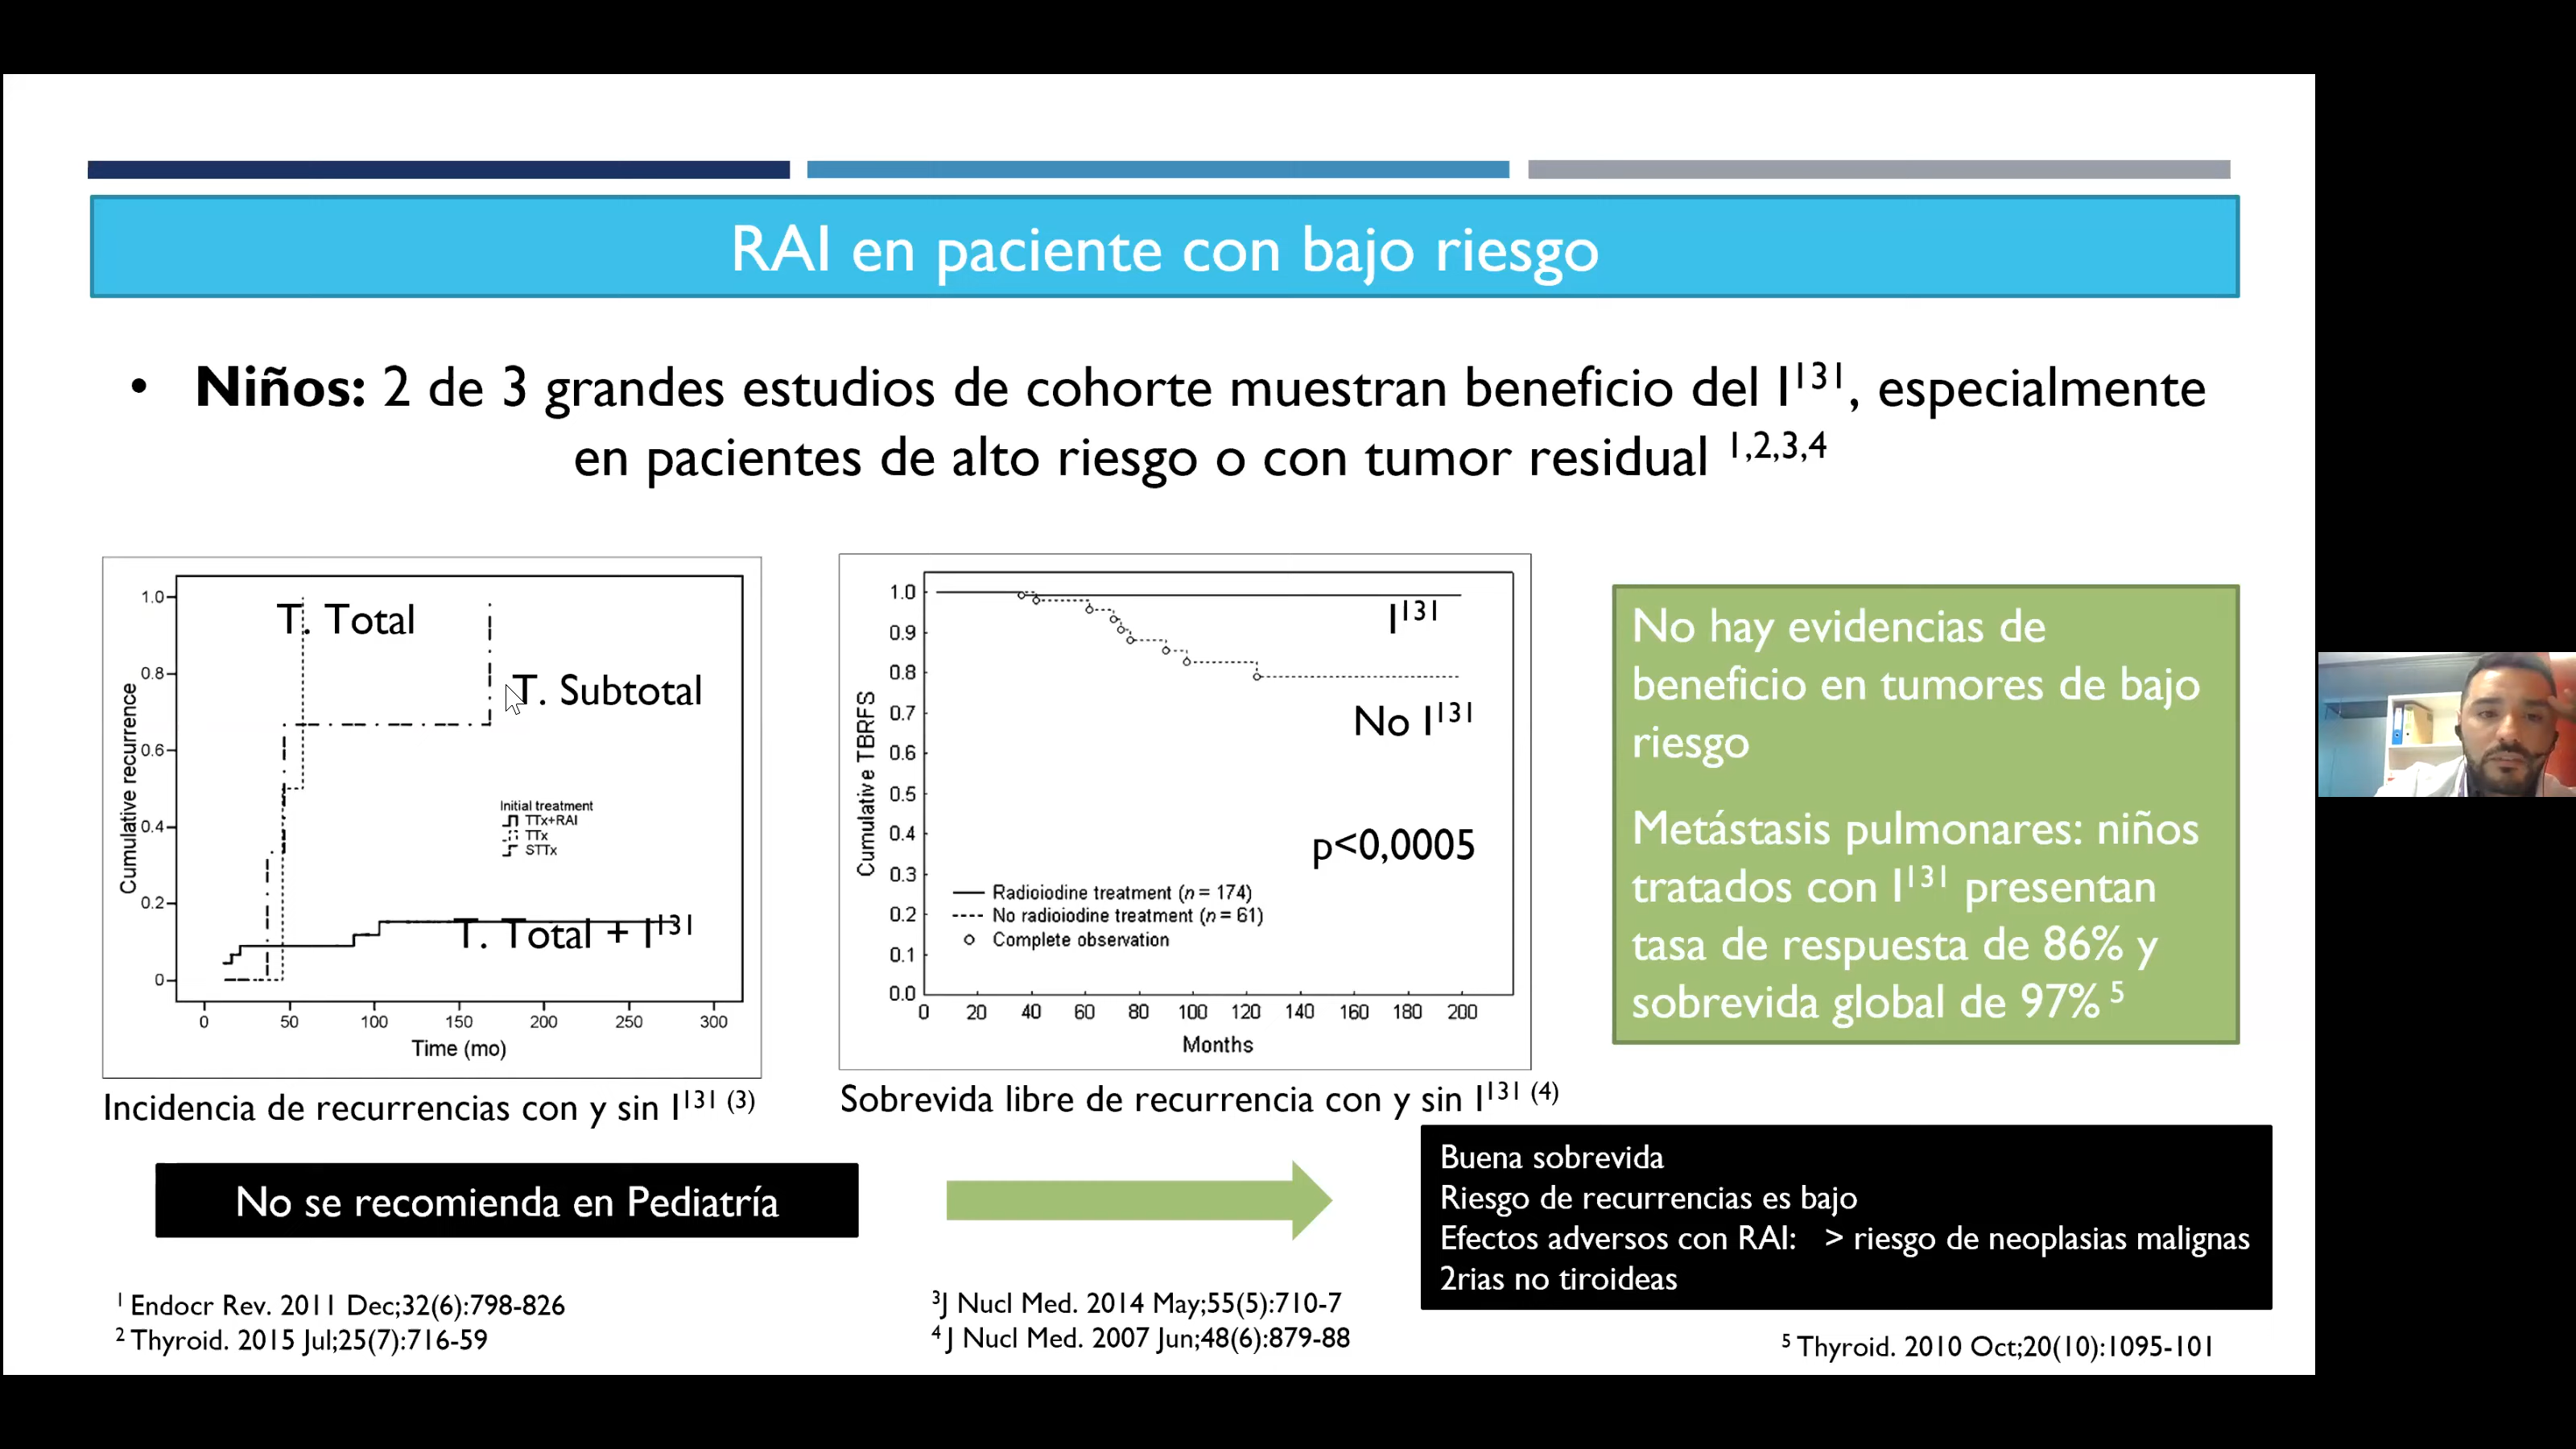 RAI en paciente con bajo riesgo
• Niños: 2 de 3 grandes estudios de cohorte muestran beneficio del I¹³¹, especialmente
en pacientes de alto riesgo o con tumor residual ¹,²,³,⁴
Cumulative recurrence
1.0
0.8
0.6
0.4
0.2
0
T. Total
T. Subtotal
Initial treatment
TTx+RAI
TTx
STTx
T. Total + I¹³¹
0 50 100 150 200 250 300
Time (mo)
Incidencia de recurrencias con y sin I¹³¹ ⁽³⁾
Cumulative TBRFS
1.0
0.9
0.8
0.7
0.6
0.5
0.4
0.3
0.2
0.1
0.0
I¹³¹
No I¹³¹
p<0,0005
Radioiodine treatment (n = 174)
No radioiodine treatment (n = 61)
Complete observation
0 20 40 60 80 100 120 140 160 180 200
Months
Sobrevida libre de recurrencia con y sin I¹³¹ ⁽⁴⁾
No hay evidencias de
beneficio en tumores de bajo
riesgo
Metástasis pulmonares: niños
tratados con I¹³¹ presentan
tasa de respuesta de 86% y
sobrevida global de 97% ⁵
No se recomienda en Pediatría
Buena sobrevida
Riesgo de recurrencias es bajo
Efectos adversos con RAI: > riesgo de neoplasias malignas
2rias no tiroideas
¹ Endocr Rev. 2011 Dec;32(6):798-826
² Thyroid. 2015 Jul;25(7):716-59
³J Nucl Med. 2014 May;55(5):710-7
⁴ J Nucl Med. 2007 Jun;48(6):879-88
⁵ Thyroid. 2010 Oct;20(10):1095-101